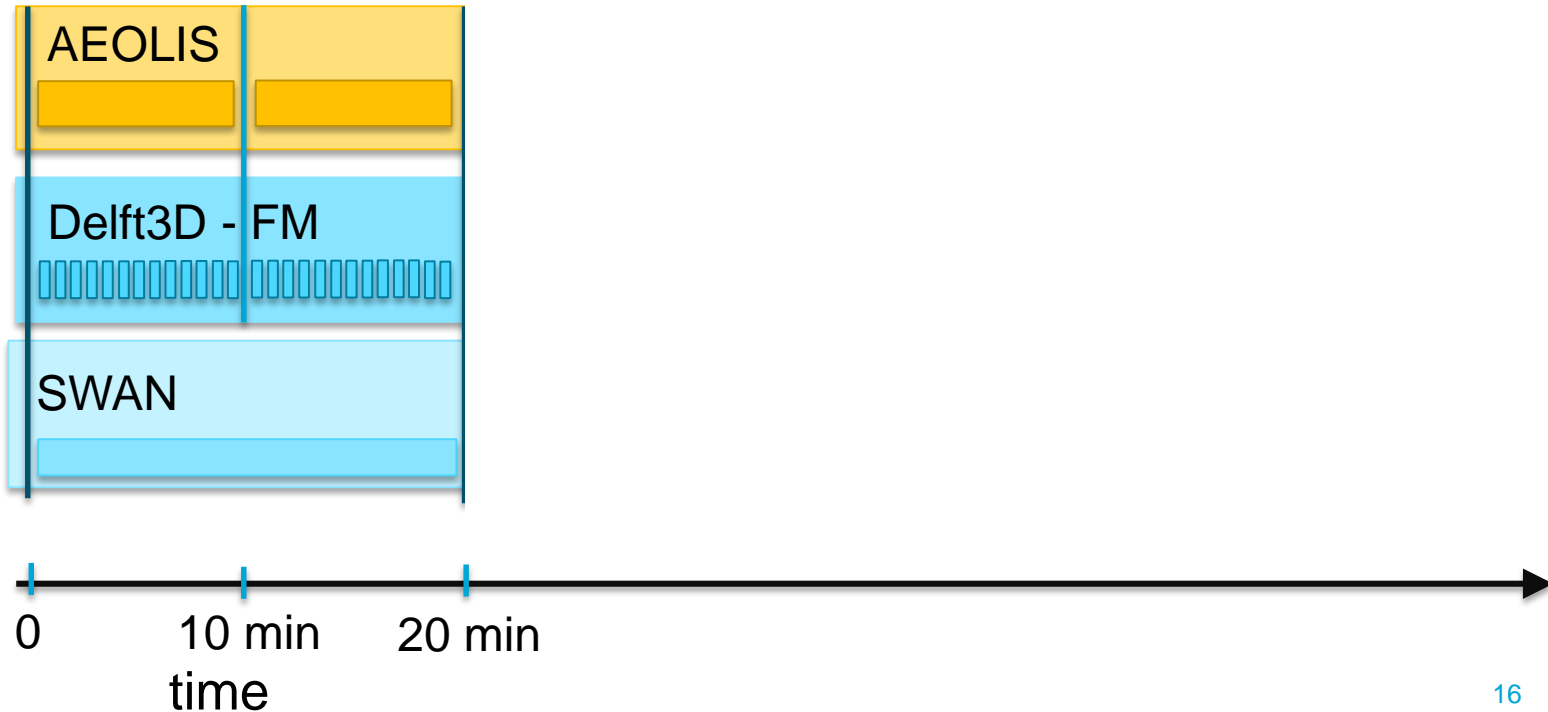 AEOLIS
Delft3D - FM
SWAN
0 10 min 20 min
time
16